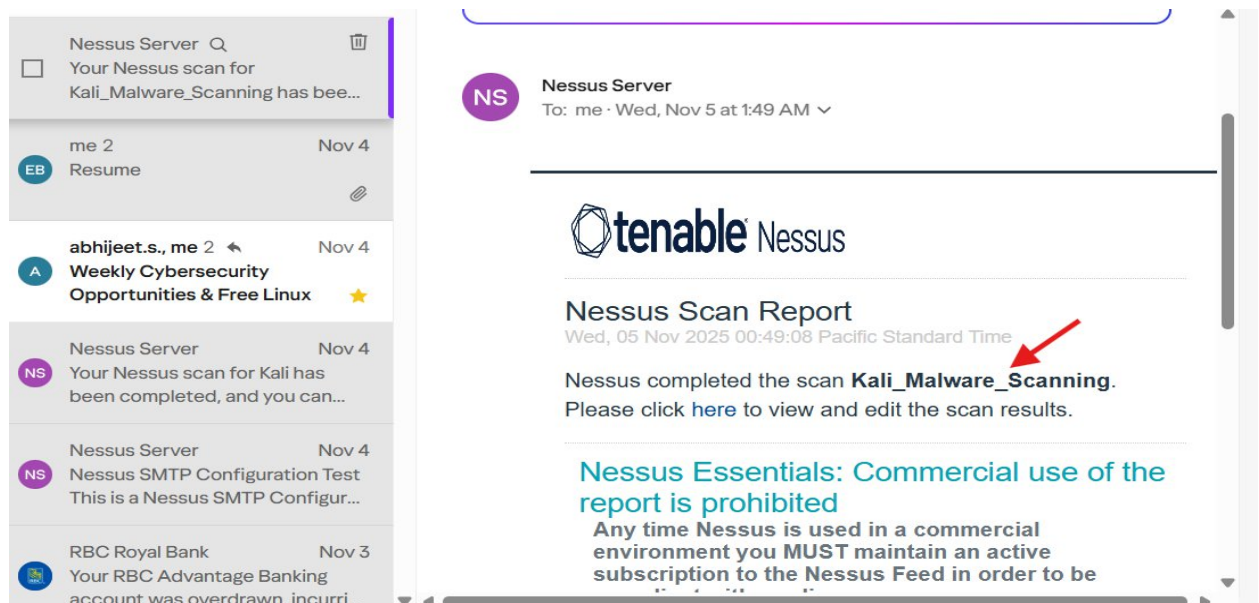 Nessus Server
Your Nessus scan for
Kali_Malware_Scanning has bee...
EB
me 2
Nov 4
Resume
A
abhijeet.s., me 2
Nov 4
Weekly Cybersecurity
Opportunities & Free Linux
NS
Nessus Server
Nov 4
Your Nessus scan for Kali has
been completed, and you can...
NS
Nessus Server
Nov 4
Nessus SMTP Configuration Test
This is a Nessus SMTP Configur...
RBC Royal Bank
Nov 3
Your RBC Advantage Banking
account was overdrawn, incurri
NS
Nessus Server
To: me · Wed, Nov 5 at 1:49 AM
tenable Nessus
Nessus Scan Report
Wed, 05 Nov 2025 00:49:08 Pacific Standard Time
Nessus completed the scan Kali_Malware_Scanning.
Please click here to view and edit the scan results.
Nessus Essentials: Commercial use of the
report is prohibited
Any time Nessus is used in a commercial
environment you MUST maintain an active
subscription to the Nessus Feed in order to be